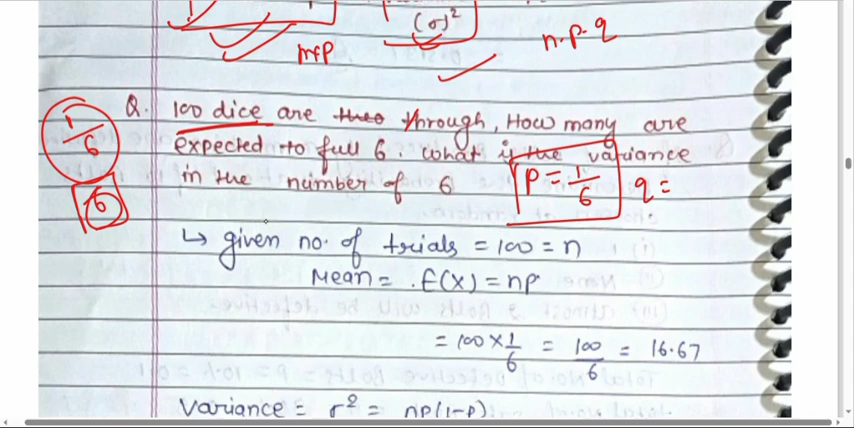 (σ)²
n·p
n·p·q
1/6
6
Q. 100 dice are through, How many are
expected to full 6. What is the variance
in the number of 6
P = 1/6
q =
↳ given no. of trials = 100 = n
Mean = .E(X) = np
= 100 × 1/6 = 100/6 = 16.67
Variance = σ² = np(1-p)